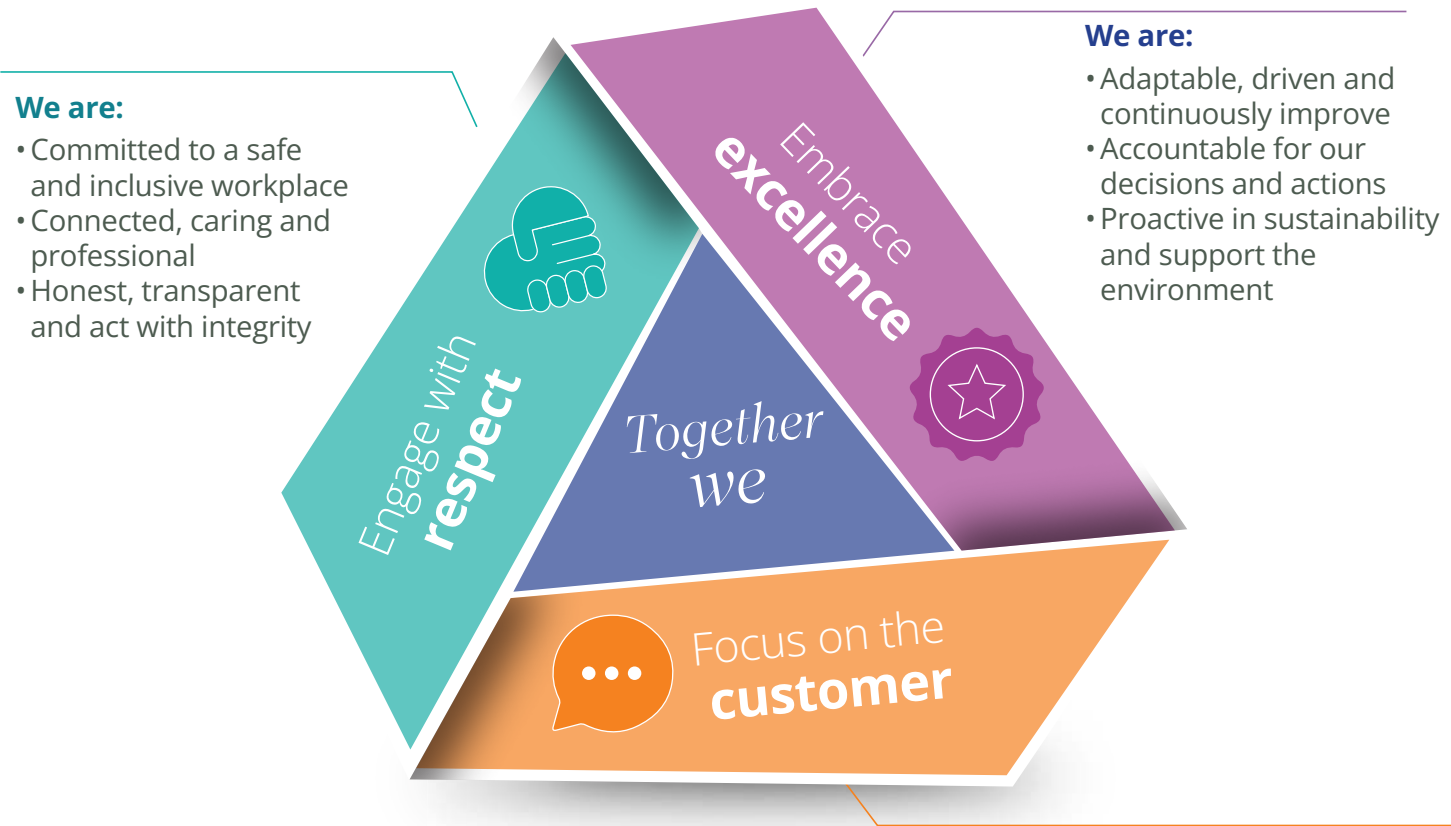 We are:
• Committed to a safe
and inclusive workplace
• Connected, caring and
professional
• Honest, transparent
and act with integrity
Engage with
respect
Embrace
excellence
We are:
• Adaptable, driven and
continuously improve
• Accountable for our
decisions and actions
• Proactive in sustainability
and support the
environment
Together
we
Focus on the
customer